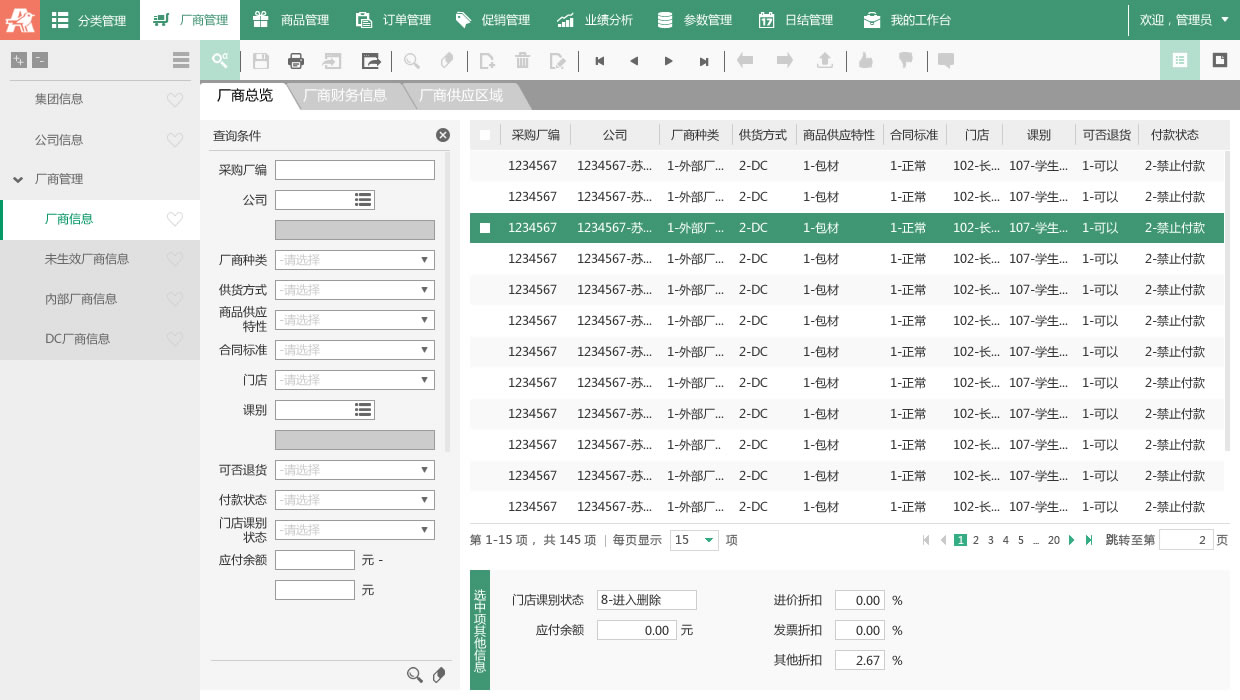 分类管理 厂商管理 商品管理 订单管理 促销管理 业绩分析 参数管理 日结管理 我的工作台 欢迎，管理员
集团信息
公司信息
厂商管理
厂商信息
未生效厂商信息
内部厂商信息
DC厂商信息
厂商总览 厂商财务信息 厂商供应区域
查询条件
采购厂编
公司
厂商种类 -请选择
供货方式 -请选择
商品供应
特性 -请选择
合同标准 -请选择
门店 -请选择
课别
可否退货 -请选择
付款状态 -请选择
门店课别
状态 -请选择
应付余额 元 -
元
采购厂编 公司 厂商种类 供货方式 商品供应特性 合同标准 门店 课别 可否退货 付款状态
1234567 1234567-苏... 1-外部厂... 2-DC 1-包材 1-正常 102-长... 107-学生... 1-可以 2-禁止付款
1234567 1234567-苏... 1-外部厂... 2-DC 1-包材 1-正常 102-长... 107-学生... 1-可以 2-禁止付款
1234567 1234567-苏... 1-外部厂... 2-DC 1-包材 1-正常 102-长... 107-学生... 1-可以 2-禁止付款
1234567 1234567-苏... 1-外部厂... 2-DC 1-包材 1-正常 102-长... 107-学生... 1-可以 2-禁止付款
1234567 1234567-苏... 1-外部厂... 2-DC 1-包材 1-正常 102-长... 107-学生... 1-可以 2-禁止付款
1234567 1234567-苏... 1-外部厂... 2-DC 1-包材 1-正常 102-长... 107-学生... 1-可以 2-禁止付款
1234567 1234567-苏... 1-外部厂... 2-DC 1-包材 1-正常 102-长... 107-学生... 1-可以 2-禁止付款
1234567 1234567-苏... 1-外部厂... 2-DC 1-包材 1-正常 102-长... 107-学生... 1-可以 2-禁止付款
1234567 1234567-苏... 1-外部厂... 2-DC 1-包材 1-正常 102-长... 107-学生... 1-可以 2-禁止付款
1234567 1234567-苏... 1-外部厂... 2-DC 1-包材 1-正常 102-长... 107-学生... 1-可以 2-禁止付款
1234567 1234567-苏... 1-外部厂... 2-DC 1-包材 1-正常 102-长... 107-学生... 1-可以 2-禁止付款
1234567 1234567-苏... 1-外部厂... 2-DC 1-包材 1-正常 102-长... 107-学生... 1-可以 2-禁止付款
第 1-15 项 ，共 145 项 | 每页显示 15 项 1 2 3 4 5 ... 20 跳转至第 2 页
选中项其他信息
门店课别状态 8-进入删除 进价折扣 0.00 %
应付余额 0.00 元 发票折扣 0.00 %
其他折扣 2.67 %